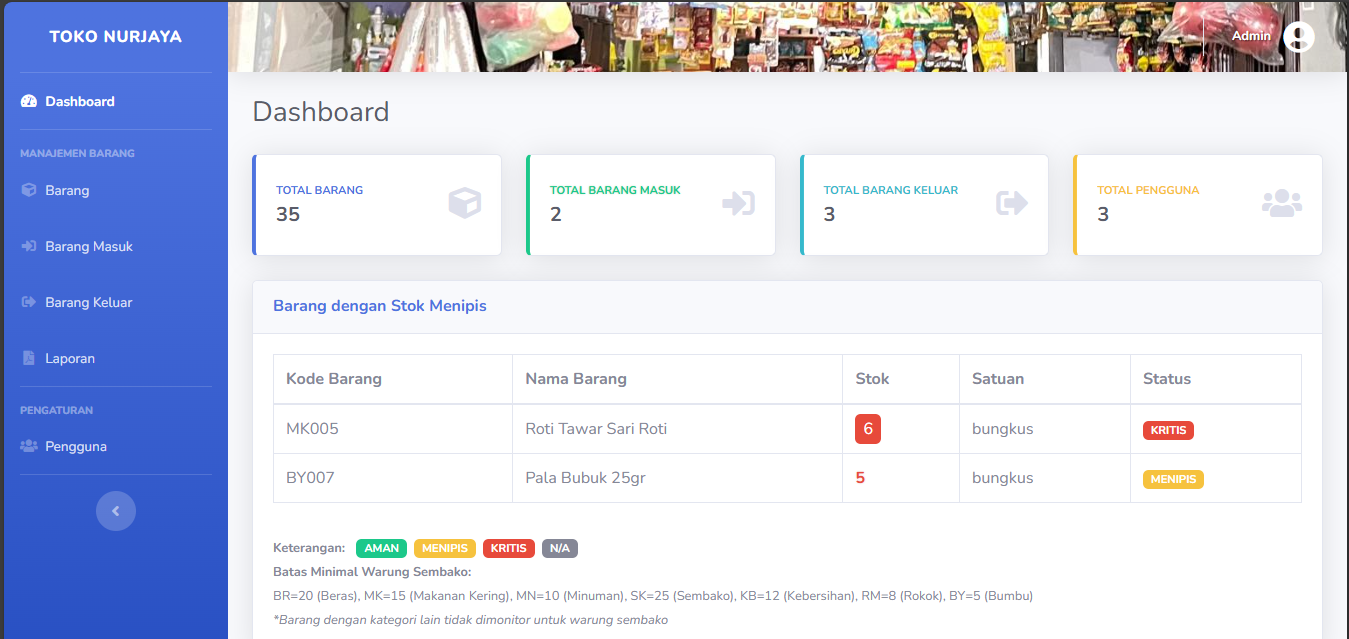 TOKO NURJAYA
Admin
Dashboard
MANAJEMEN BARANG
Barang
Barang Masuk
Barang Keluar
Laporan
PENGATURAN
Pengguna
Dashboard
TOTAL BARANG
35
TOTAL BARANG MASUK
2
TOTAL BARANG KELUAR
3
TOTAL PENGGUNA
3
Barang dengan Stok Menipis
Kode Barang Nama Barang Stok Satuan Status
MK005 Roti Tawar Sari Roti 6 bungkus KRITIS
BY007 Pala Bubuk 25gr 5 bungkus MENIPIS
Keterangan: AMAN MENIPIS KRITIS N/A
Batas Minimal Warung Sembako:
BR=20 (Beras), MK=15 (Makanan Kering), MN=10 (Minuman), SK=25 (Sembako), KB=12 (Kebersihan), RM=8 (Rokok), BY=5 (Bumbu)
*Barang dengan kategori lain tidak dimonitor untuk warung sembako